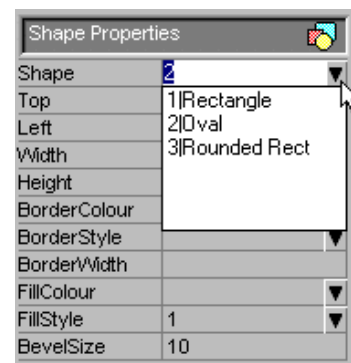 Shape Properties
Shape 2
Top 1|Rectangle
Left 2|Oval
Width 3|Rounded Rect
Height
BorderColour
BorderStyle
BorderWidth
FillColour
FillStyle 1
BevelSize 10